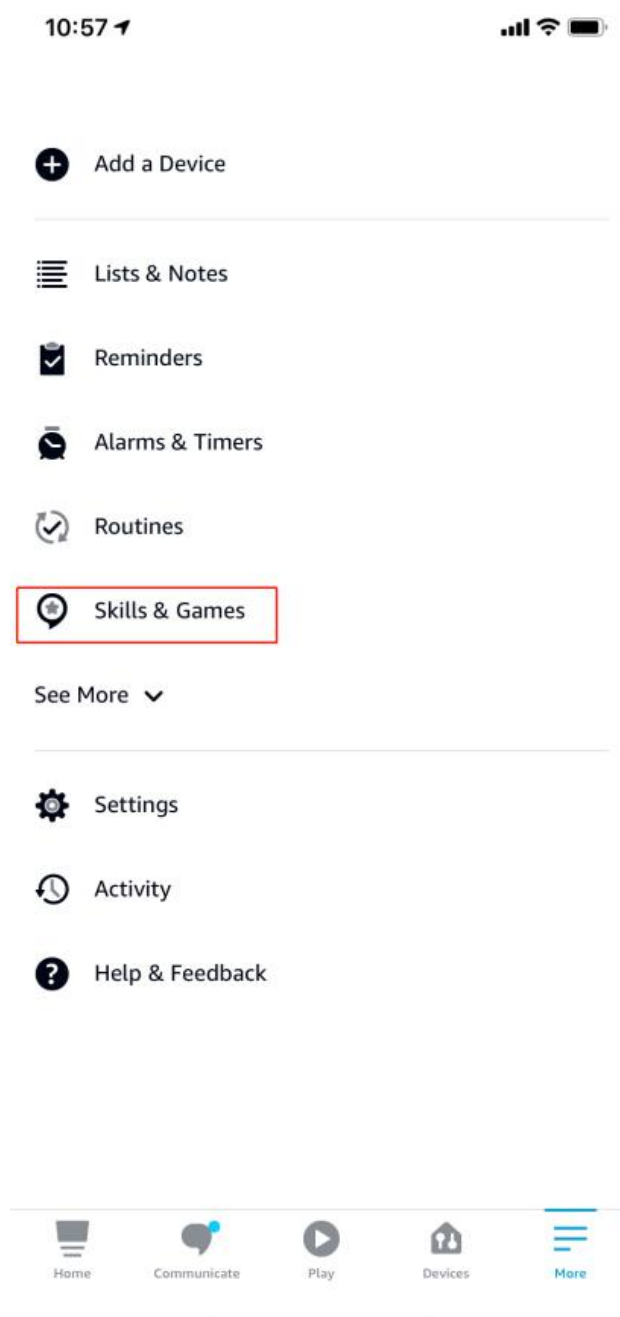 10:57
Add a Device
Lists & Notes
Reminders
Alarms & Timers
Routines
Skills & Games
See More
Settings
Activity
Help & Feedback
Home Communicate Play Devices More